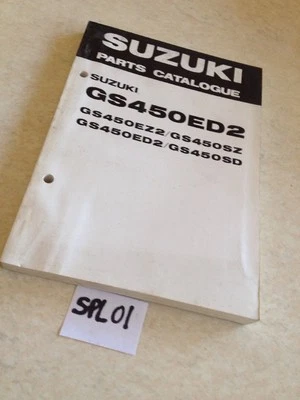 SUZUKI
PARTS CATALOGUE
SUZUKI
GS450ED2
GS450EZ2/GS450SZ
GS450ED2/GS450SD
SPL01